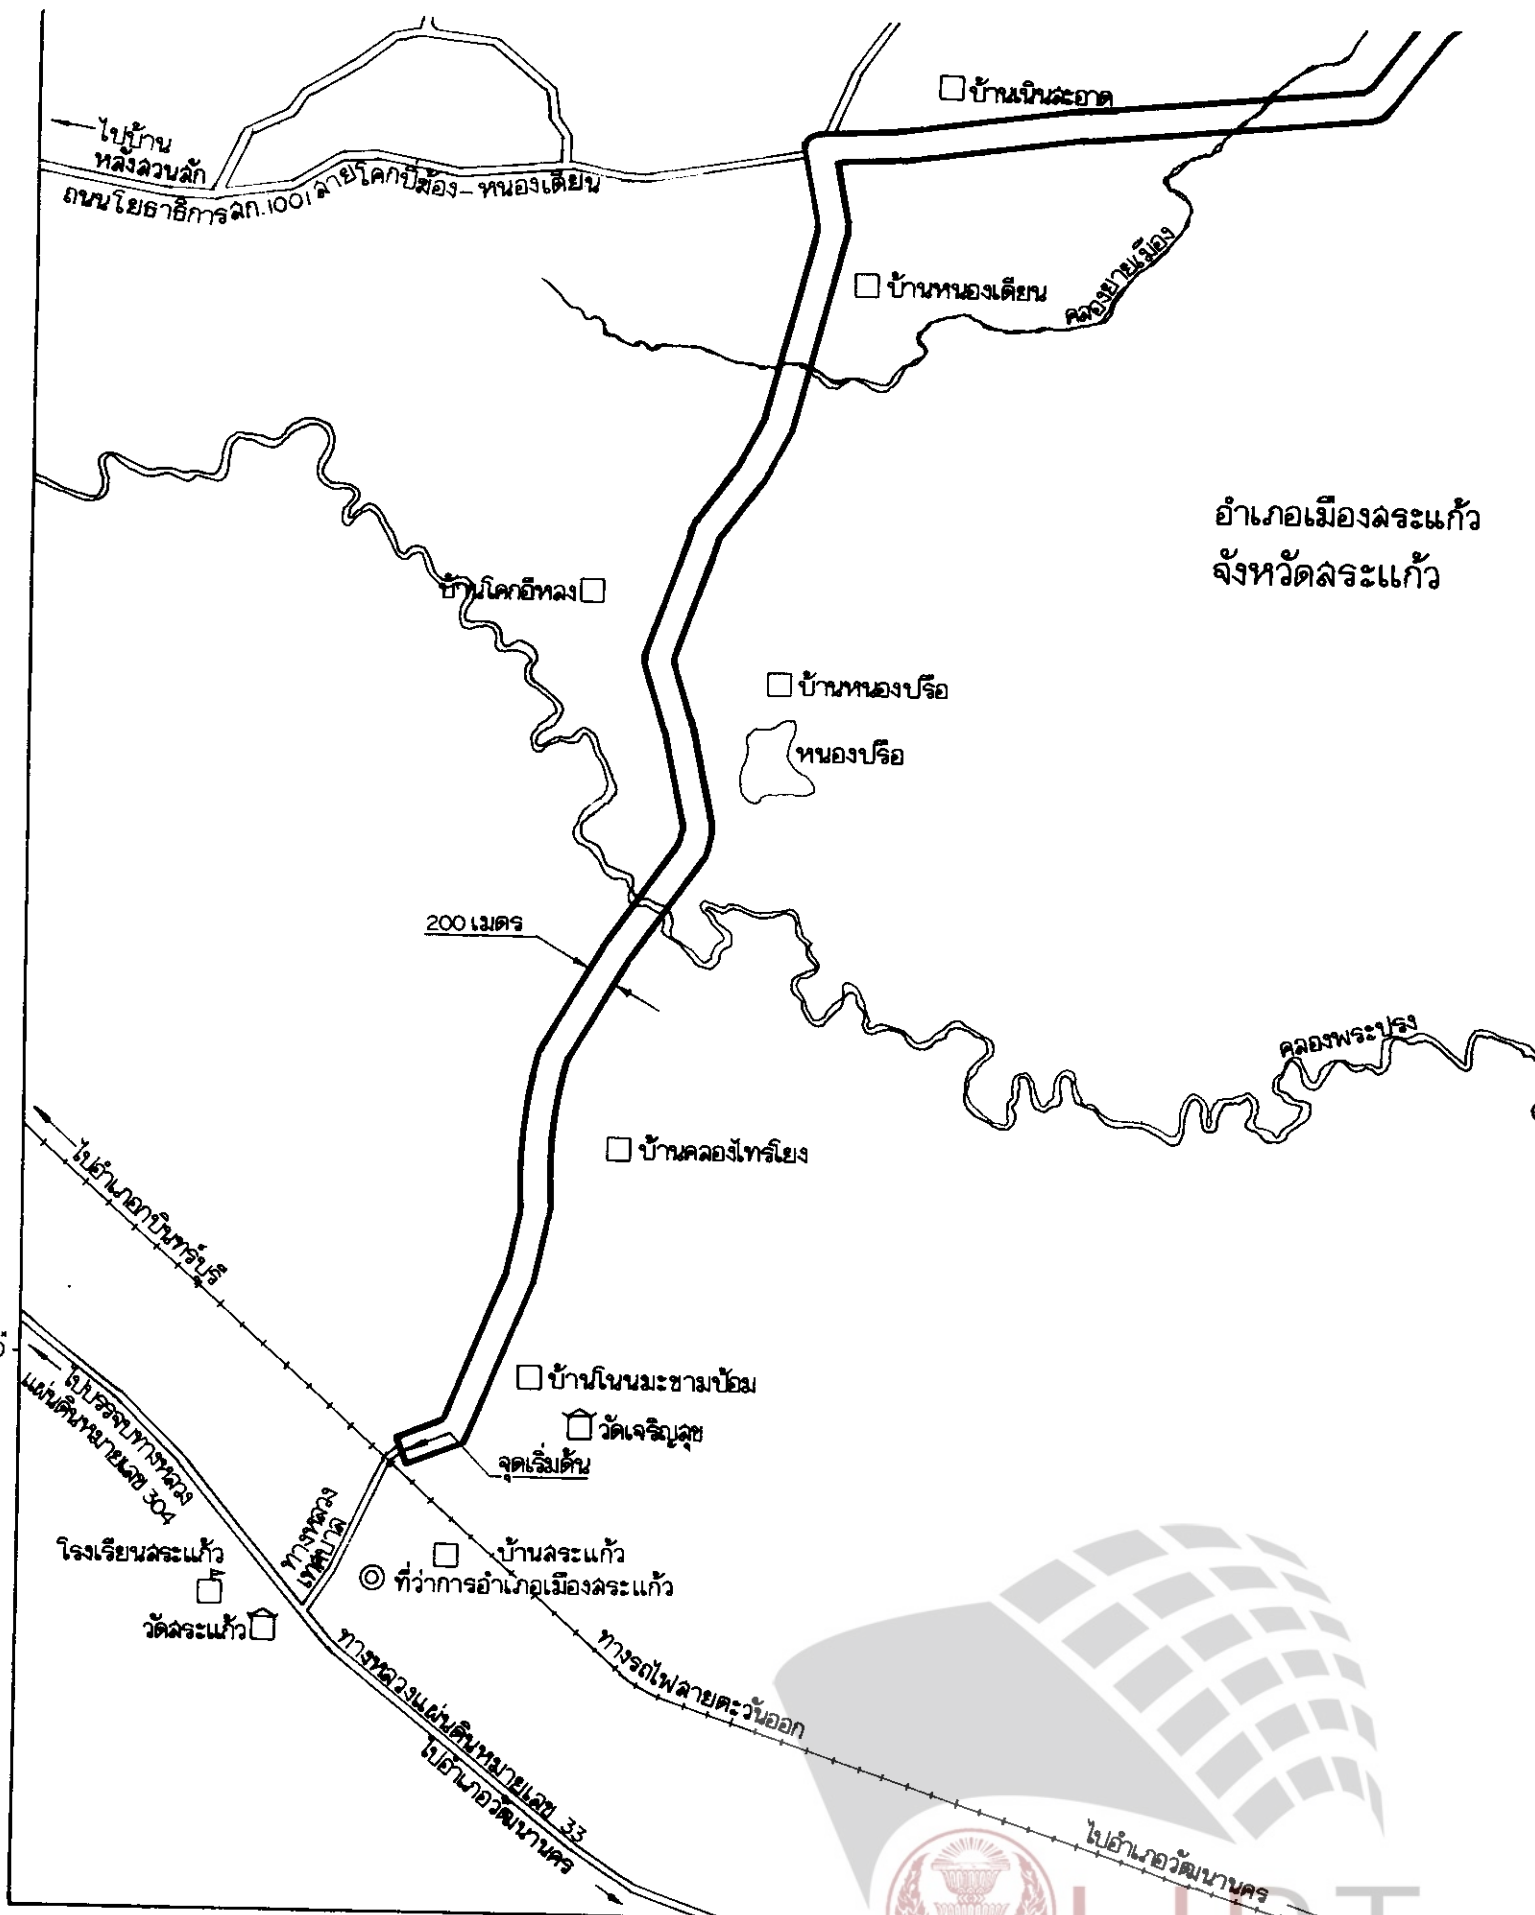 บ้านเนินสะอาด
ไปบ้าน
หลังสวนสัก
ถนนโยธาธิการสก.1001 สายโคกปี่ฆ้อง-หนองเตียน
คลองยายเมือง
บ้านหนองเตียน
อำเภอเมืองสระแก้ว
จังหวัดสระแก้ว
บ้านโคกอีหลง
บ้านหนองปรือ
หนองปรือ
200 เมตร
คลองพระปรง
บ้านคลองไทรโยง
ไปอำเภอกบินทร์บุรี
บ้านโนนมะขามป้อม
ไปบรรจบทางหลวง
แผ่นดินหมายเลข 304
วัดเจริญสุข
จุดเริ่มต้น
ทางหลวง
เทศบาล
โรงเรียนสระแก้ว
บ้านสระแก้ว
ที่ว่าการอำเภอเมืองสระแก้ว
วัดสระแก้ว
ทางรถไฟสายตะวันออก
ทางหลวงแผ่นดินหมายเลข 33
ไปอำเภอวัฒนานคร
ไปอำเภอวัฒนานคร